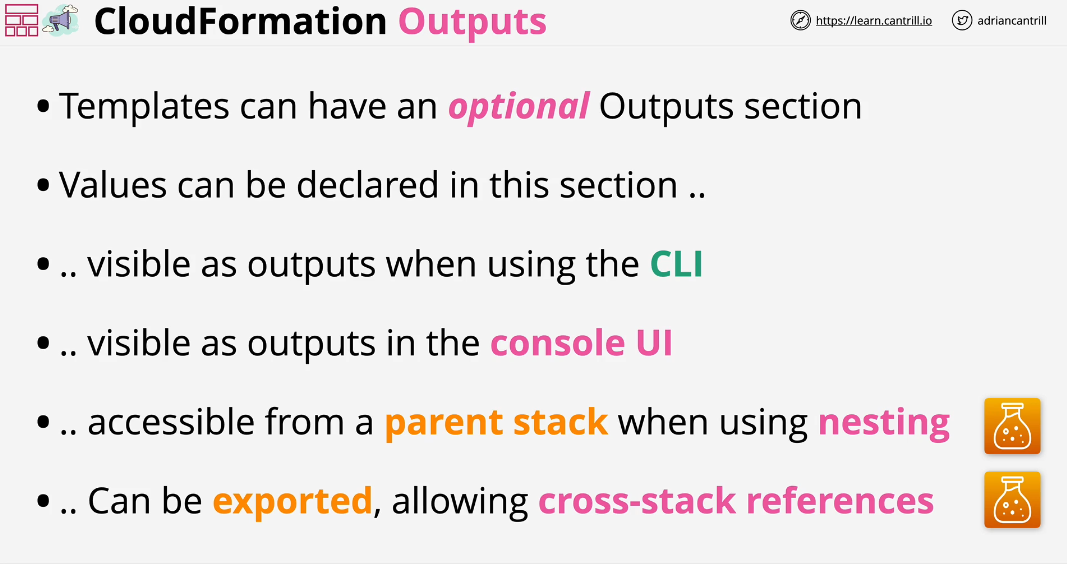 CloudFormation Outputs
https://learn.cantrill.io
adriancantrill
• Templates can have an optional Outputs section
• Values can be declared in this section ..
• .. visible as outputs when using the CLI
• .. visible as outputs in the console UI
• .. accessible from a parent stack when using nesting
• .. Can be exported, allowing cross-stack references